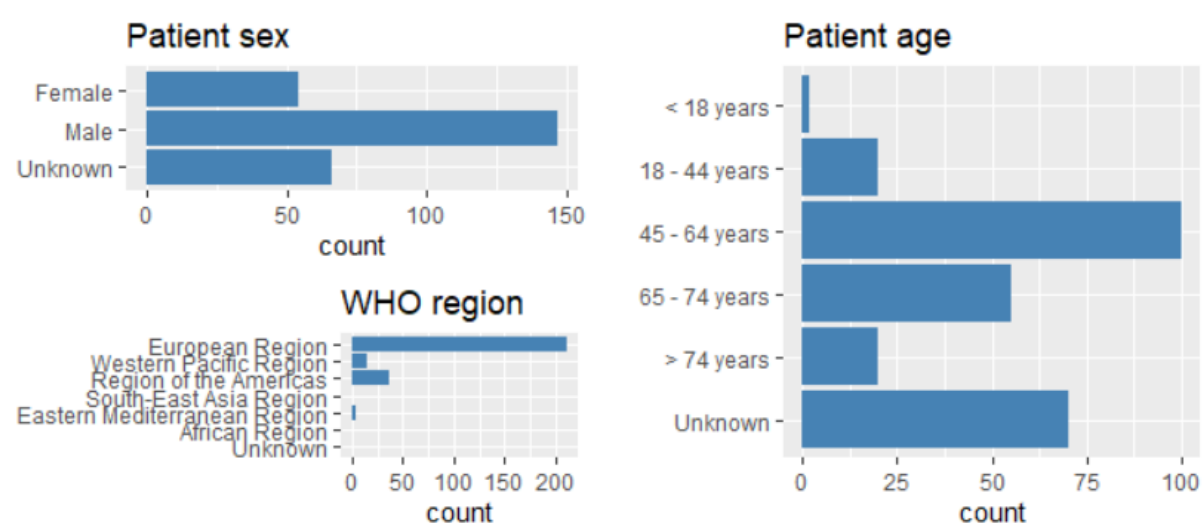 Patient sex
Female
Male
Unknown
0 50 100 150
count
WHO region
European Region
Western Pacific Region
Region of the Americas
South-East Asia Region
Eastern Mediterranean Region
African Region
Unknown
0 50 100 150 200
count
Patient age
< 18 years
18 - 44 years
45 - 64 years
65 - 74 years
> 74 years
Unknown
0 25 50 75 100
count